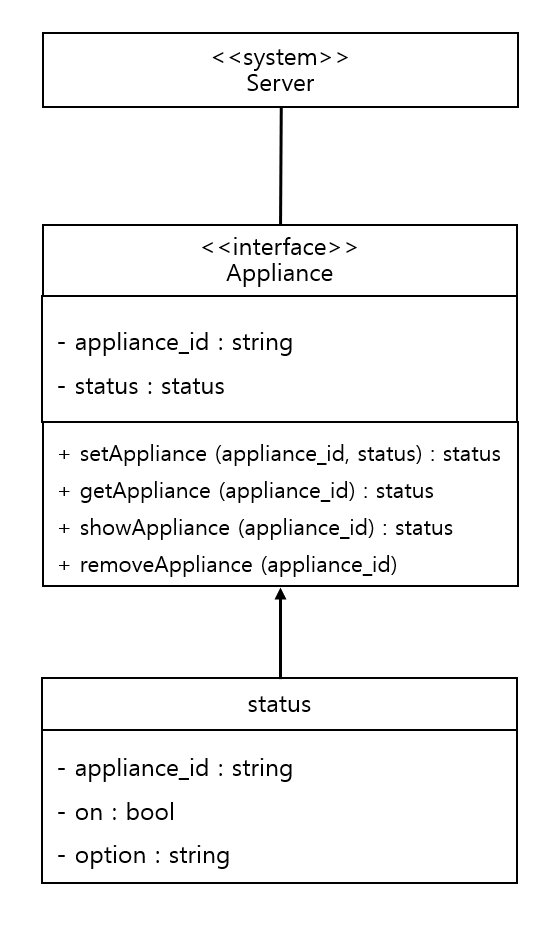 <<system>>
Server
<<interface>>
Appliance
- appliance_id : string
- status : status
+ setAppliance (appliance_id, status) : status
+ getAppliance (appliance_id) : status
+ showAppliance (appliance_id) : status
+ removeAppliance (appliance_id)
status
- appliance_id : string
- on : bool
- option : string